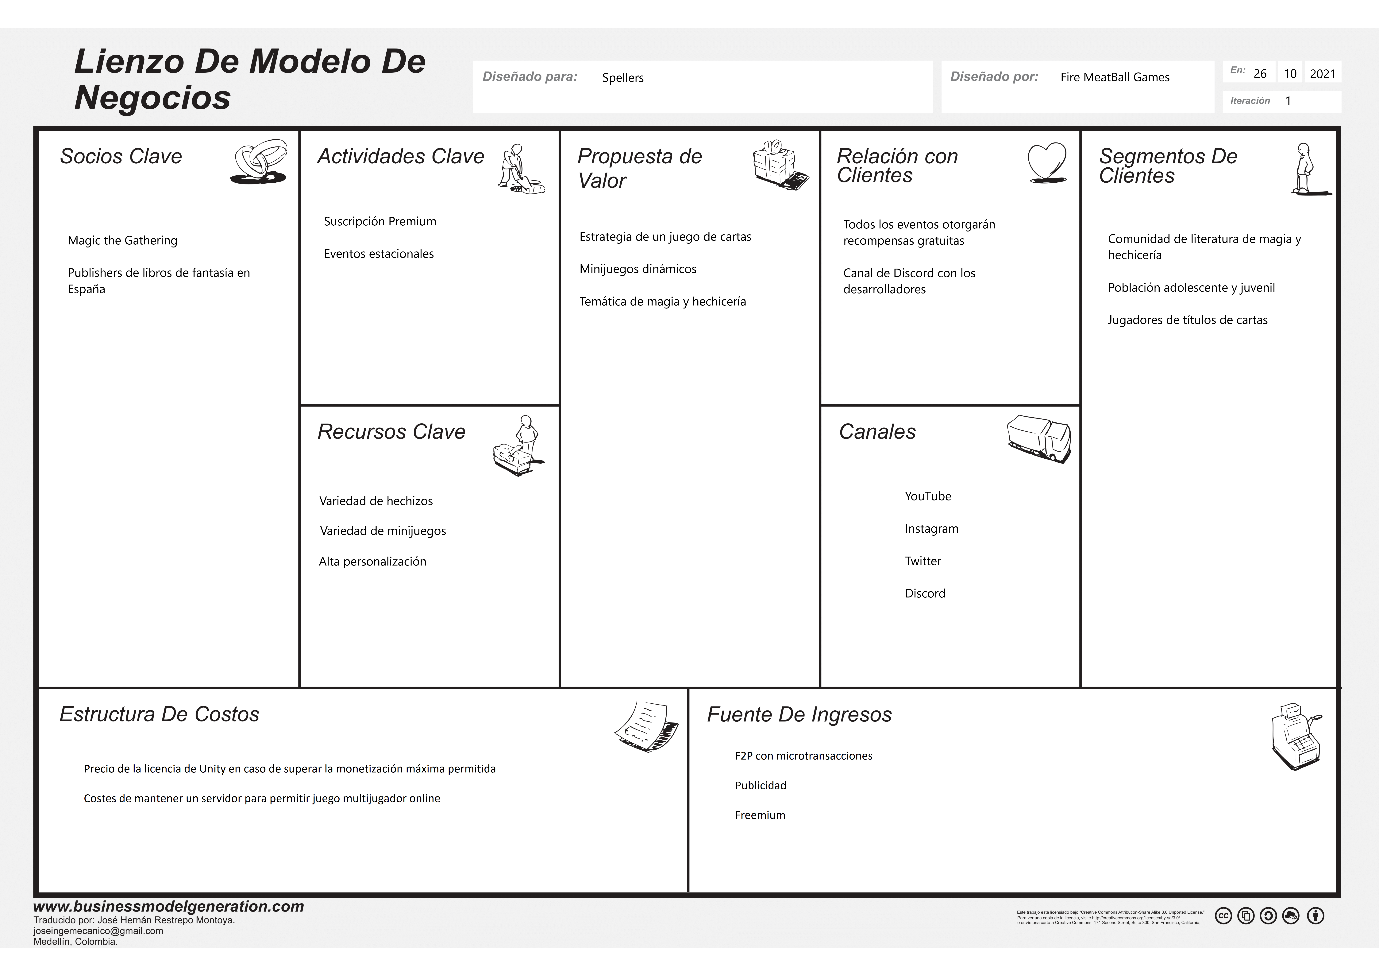 Lienzo De Modelo De
Negocios
Diseñado para: Spellers
Diseñado por: Fire MeatBall Games
En: 26 10 2021
Iteración 1
Socios Clave
Magic the Gathering
Publishers de libros de fantasía en
España
Actividades Clave
Suscripción Premium
Eventos estacionales
Recursos Clave
Variedad de hechizos
Variedad de minijuegos
Alta personalización
Propuesta de
Valor
Estrategia de un juego de cartas
Minijuegos dinámicos
Temática de magia y hechicería
Relación con
Clientes
Todos los eventos otorgarán
recompensas gratuitas
Canal de Discord con los
desarrolladores
Canales
YouTube
Instagram
Twitter
Discord
Segmentos De
Clientes
Comunidad de literatura de magia y
hechicería
Población adolescente y juvenil
Jugadores de títulos de cartas
Estructura De Costos
Precio de la licencia de Unity en caso de superar la monetización máxima permitida
Costes de mantener un servidor para permitir juego multijugador online
Fuente De Ingresos
F2P con microtransacciones
Publicidad
Freemium
www.businessmodelgeneration.com
Traducido por: José Hernán Restrepo Montoya.
joseingemecanico@gmail.com
Medellín, Colombia.